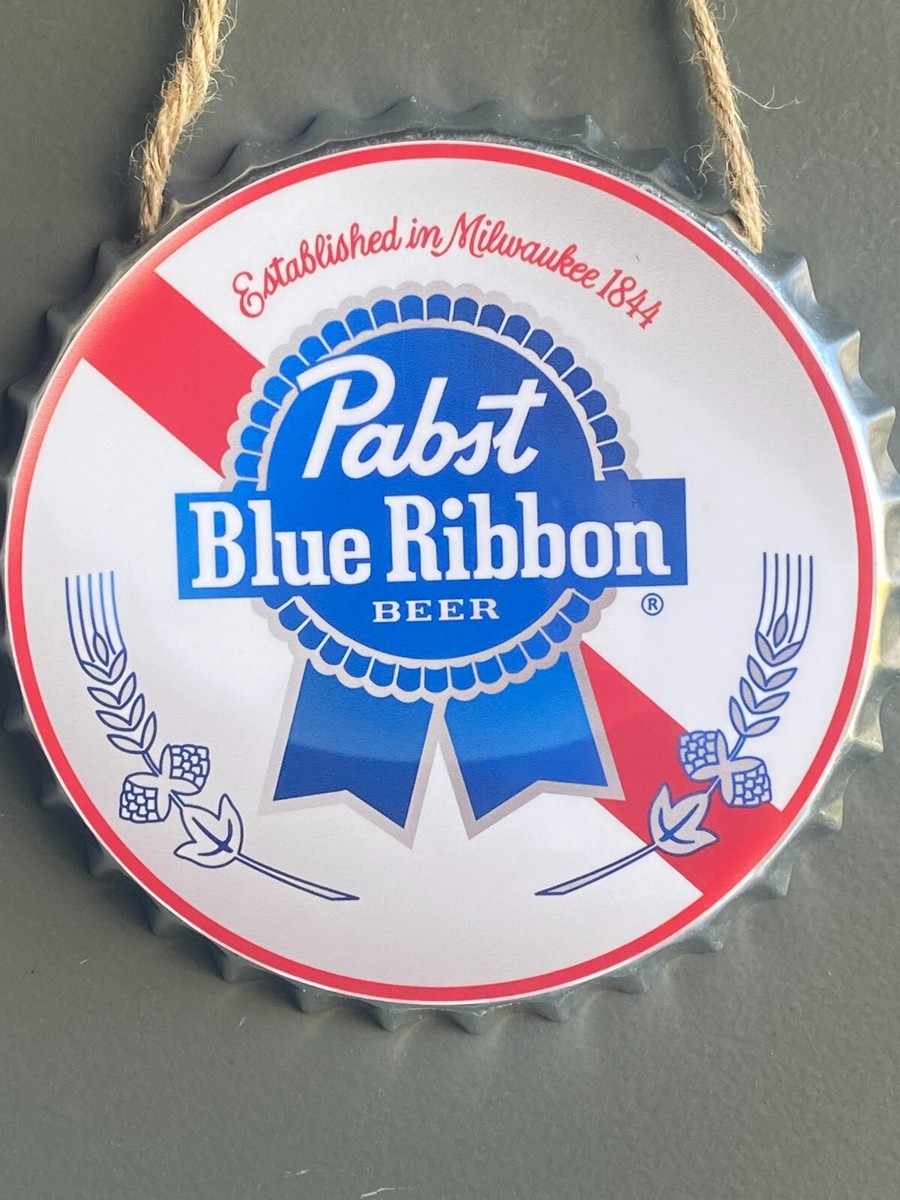 Established in Milwaukee 1844
Pabst
Blue Ribbon
BEER
®